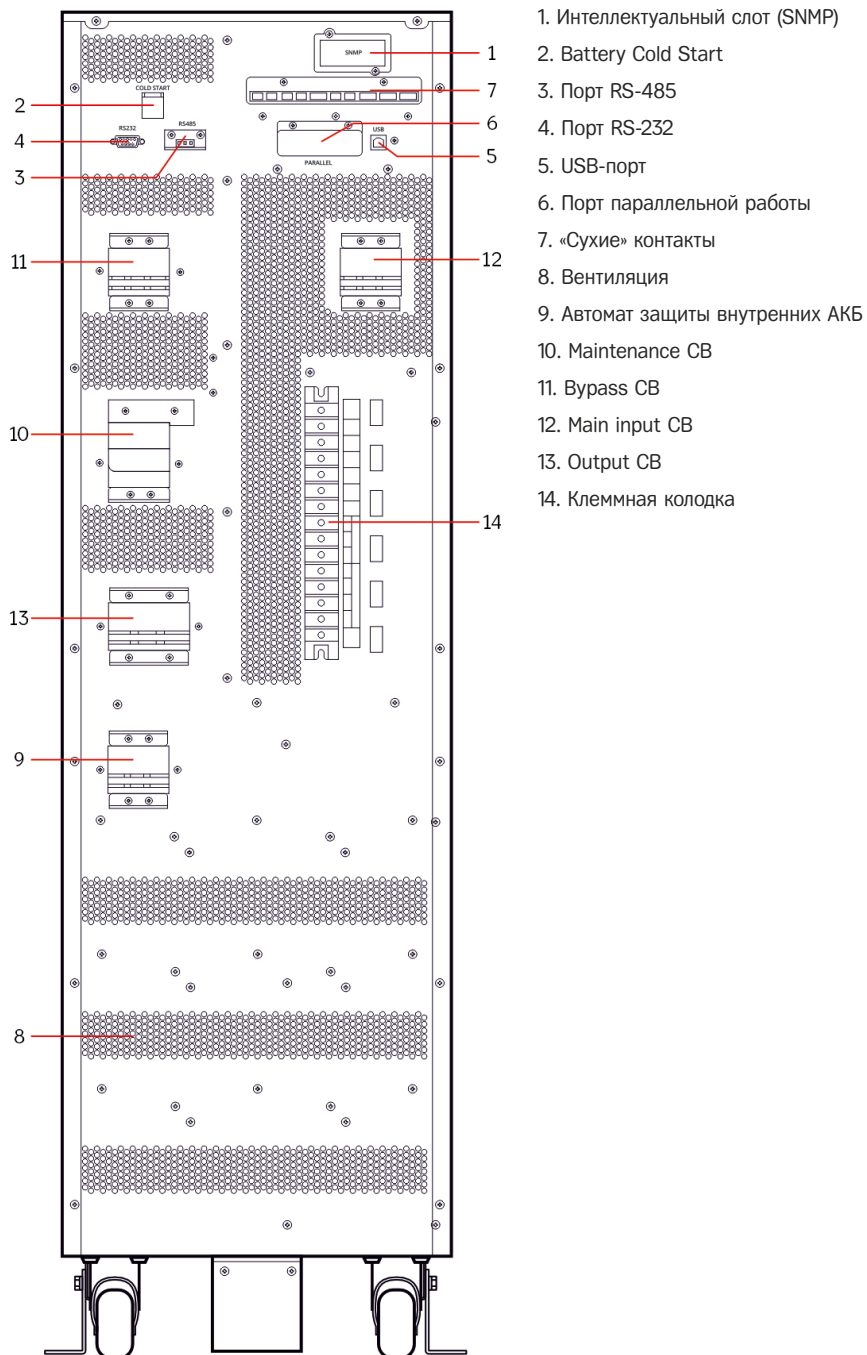 SNMP
1
COLD START
7
2
6
RS232
RS485
USB
4
5
PARALLEL
3
11
12
10
14
13
9
8
1. Интеллектуальный слот (SNMP)
2. Battery Cold Start
3. Порт RS-485
4. Порт RS-232
5. USB-порт
6. Порт параллельной работы
7. «Сухие» контакты
8. Вентиляция
9. Автомат защиты внутренних АКБ
10. Maintenance CB
11. Bypass CB
12. Main input CB
13. Output CB
14. Клеммная колодка